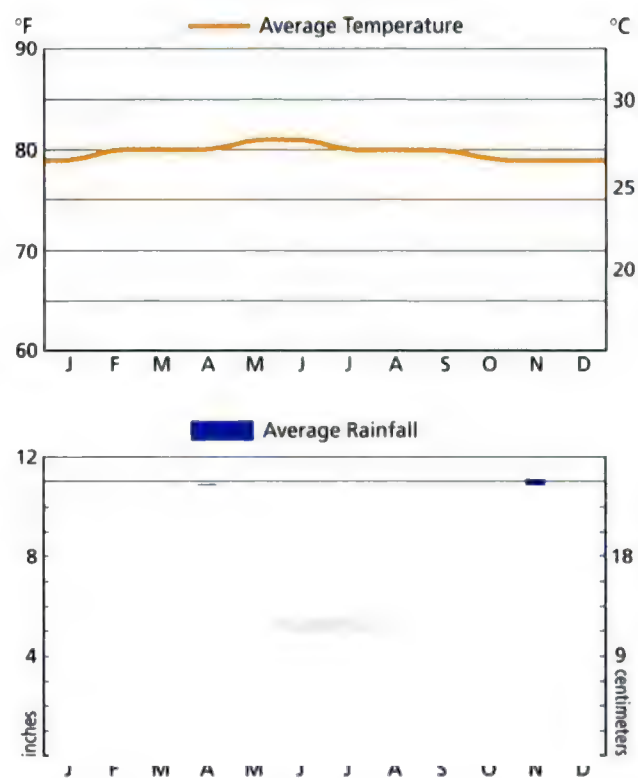 °F Average Temperature °C
90
30
80
25
70
20
60
J F M A M J J A S O N D
Average Rainfall
12
8 18
4 9
inches centimeters
J F M A M J J A S O N D